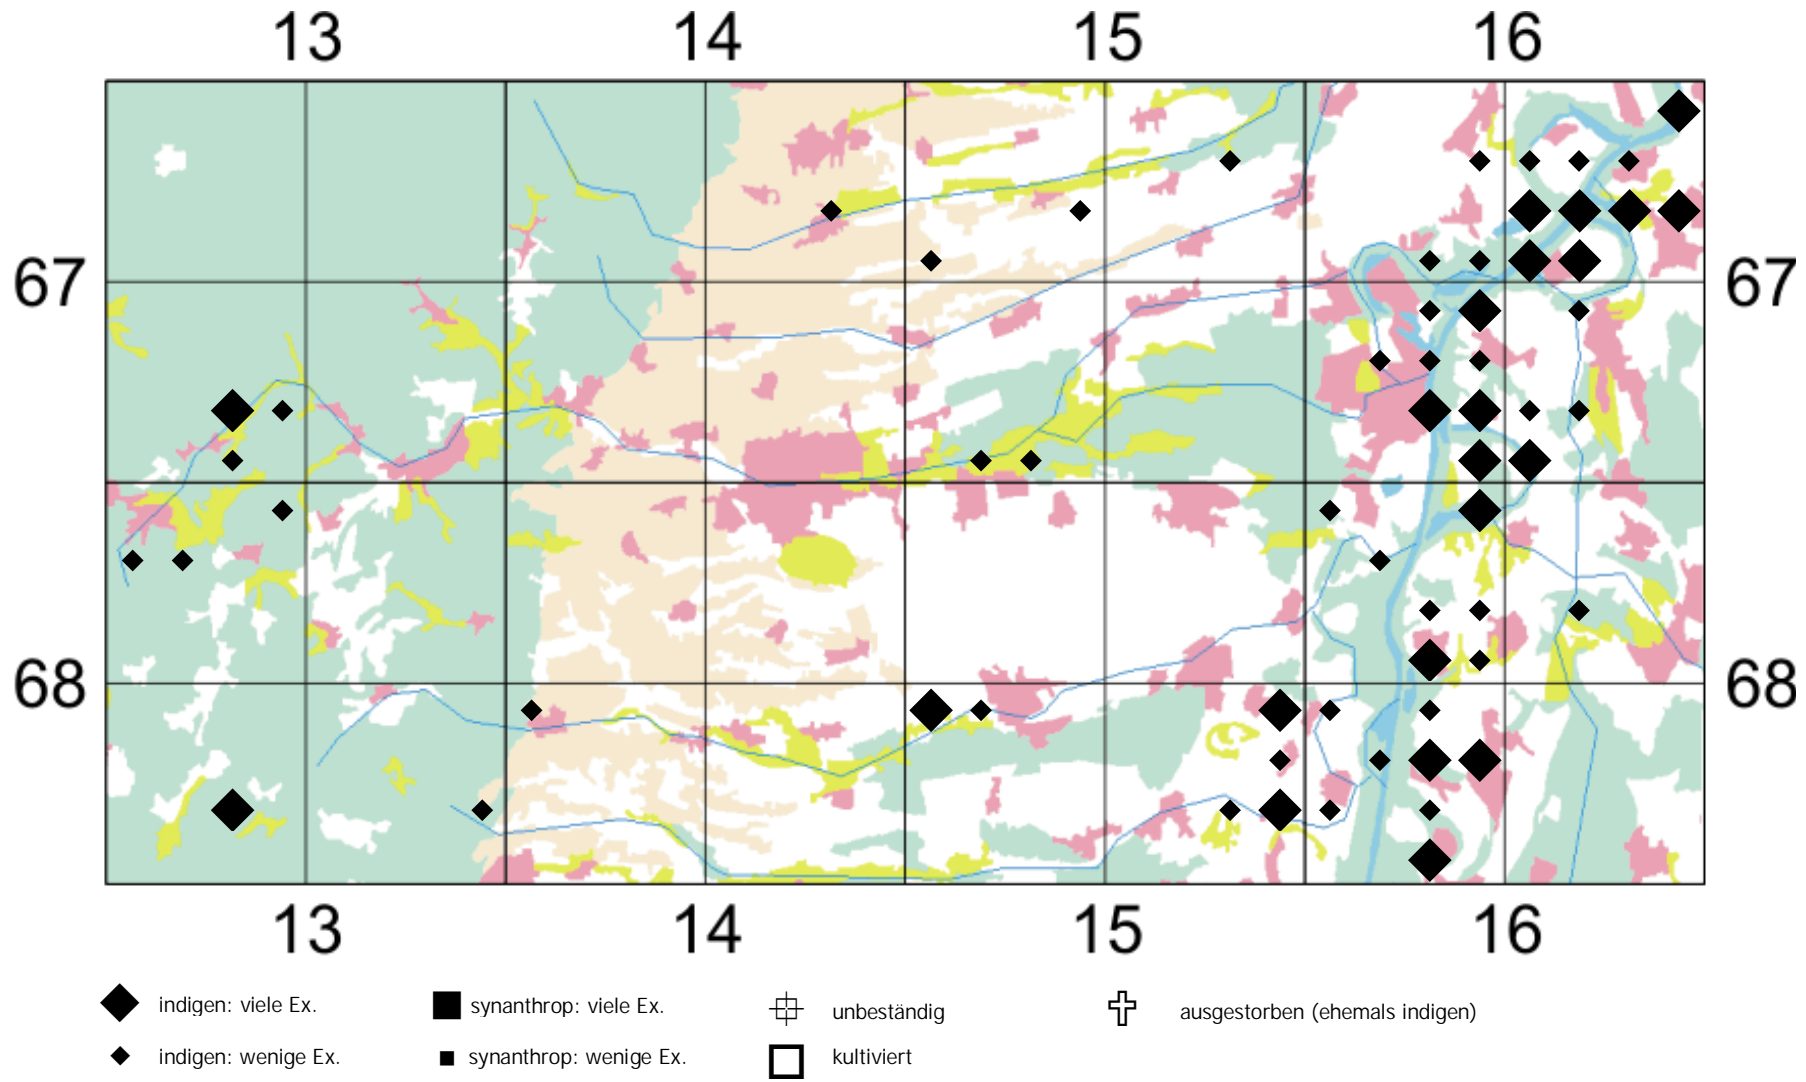 13 14 15 16
67 67
68 68
13 14 15 16
indigen: viele Ex. synanthrop: viele Ex. unbeständig ausgestorben (ehemals indigen)
indigen: wenige Ex. synanthrop: wenige Ex. kultiviert